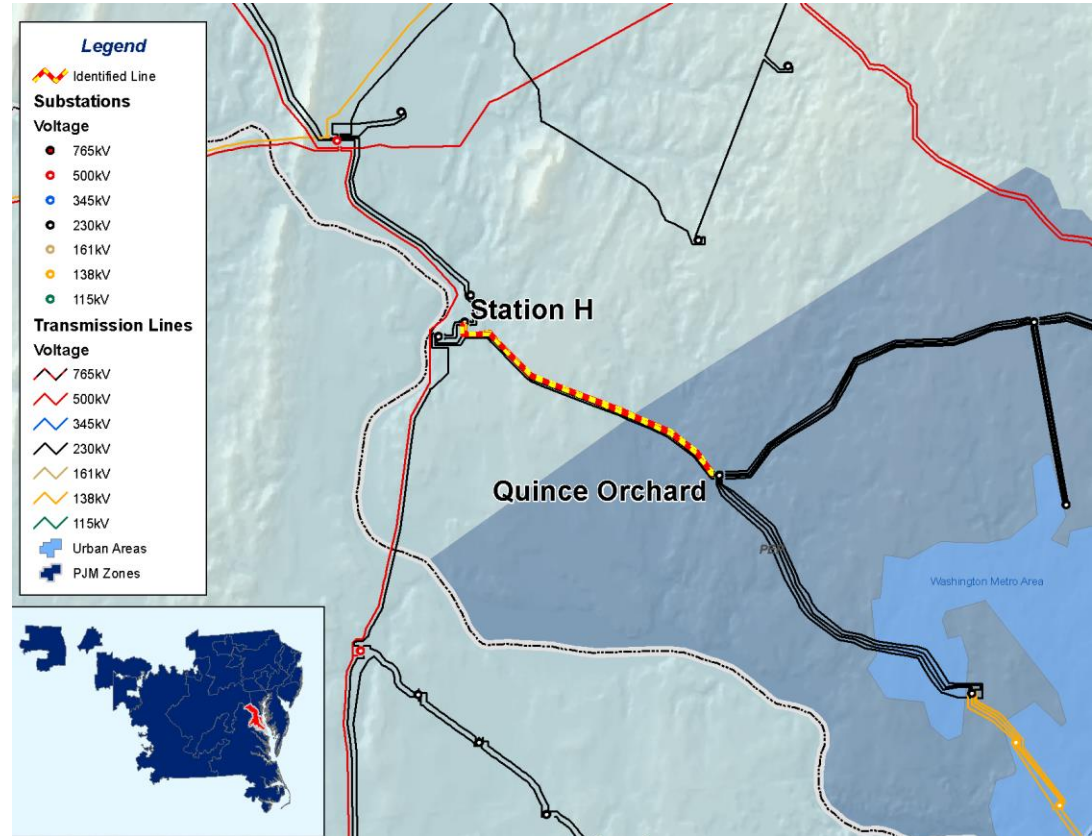 Legend
Identified Line
Substations
Voltage
765kV
500kV
345kV
230kV
161kV
138kV
115kV
Transmission Lines
Voltage
765kV
500kV
345kV
230kV
161kV
138kV
115kV
Urban Areas
PJM Zones
Station H
Quince Orchard
Washington Metro Area